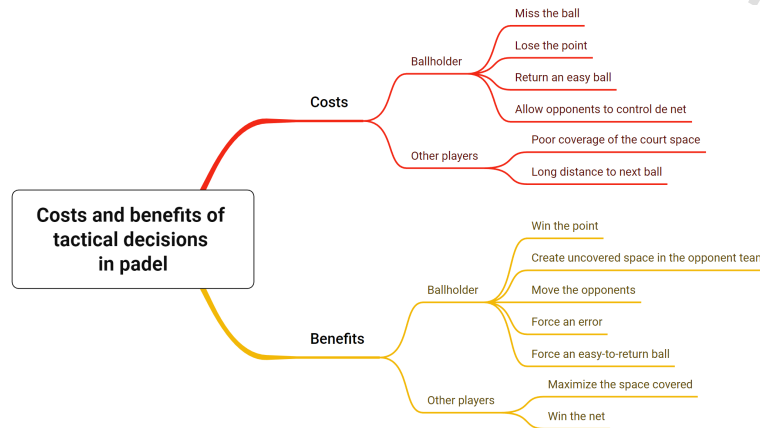 Costs and benefits of
tactical decisions
in padel
Costs
Ballholder
Miss the ball
Lose the point
Return an easy ball
Allow opponents to control de net
Other players
Poor coverage of the court space
Long distance to next ball
Benefits
Ballholder
Win the point
Create uncovered space in the opponent tean
Move the opponents
Force an error
Force an easy-to-return ball
Other players
Maximize the space covered
Win the net